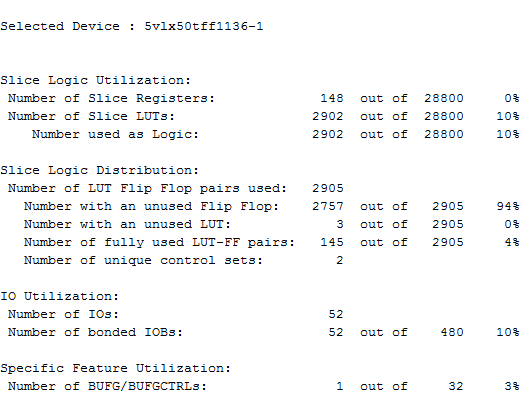 Selected Device : 5vlx50tff1136-1
Slice Logic Utilization:
Number of Slice Registers: 148 out of 28800 0%
Number of Slice LUTs: 2902 out of 28800 10%
Number used as Logic: 2902 out of 28800 10%
Slice Logic Distribution:
Number of LUT Flip Flop pairs used: 2905
Number with an unused Flip Flop: 2757 out of 2905 94%
Number with an unused LUT: 3 out of 2905 0%
Number of fully used LUT-FF pairs: 145 out of 2905 4%
Number of unique control sets: 2
IO Utilization:
Number of IOs: 52
Number of bonded IOBs: 52 out of 480 10%
Specific Feature Utilization:
Number of BUFG/BUFGCTRLs: 1 out of 32 3%